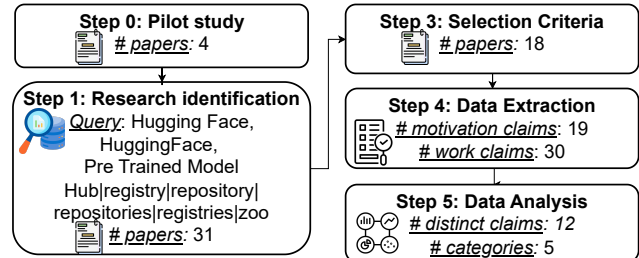 Step 0: Pilot study
# papers: 4
Step 1: Research identification
Query: Hugging Face,
HuggingFace,
Pre Trained Model
Hub|registry|repository|
repositories|registries|zoo
# papers: 31
Step 3: Selection Criteria
# papers: 18
Step 4: Data Extraction
# motivation claims: 19
# work claims: 30
Step 5: Data Analysis
# distinct claims: 12
# categories: 5